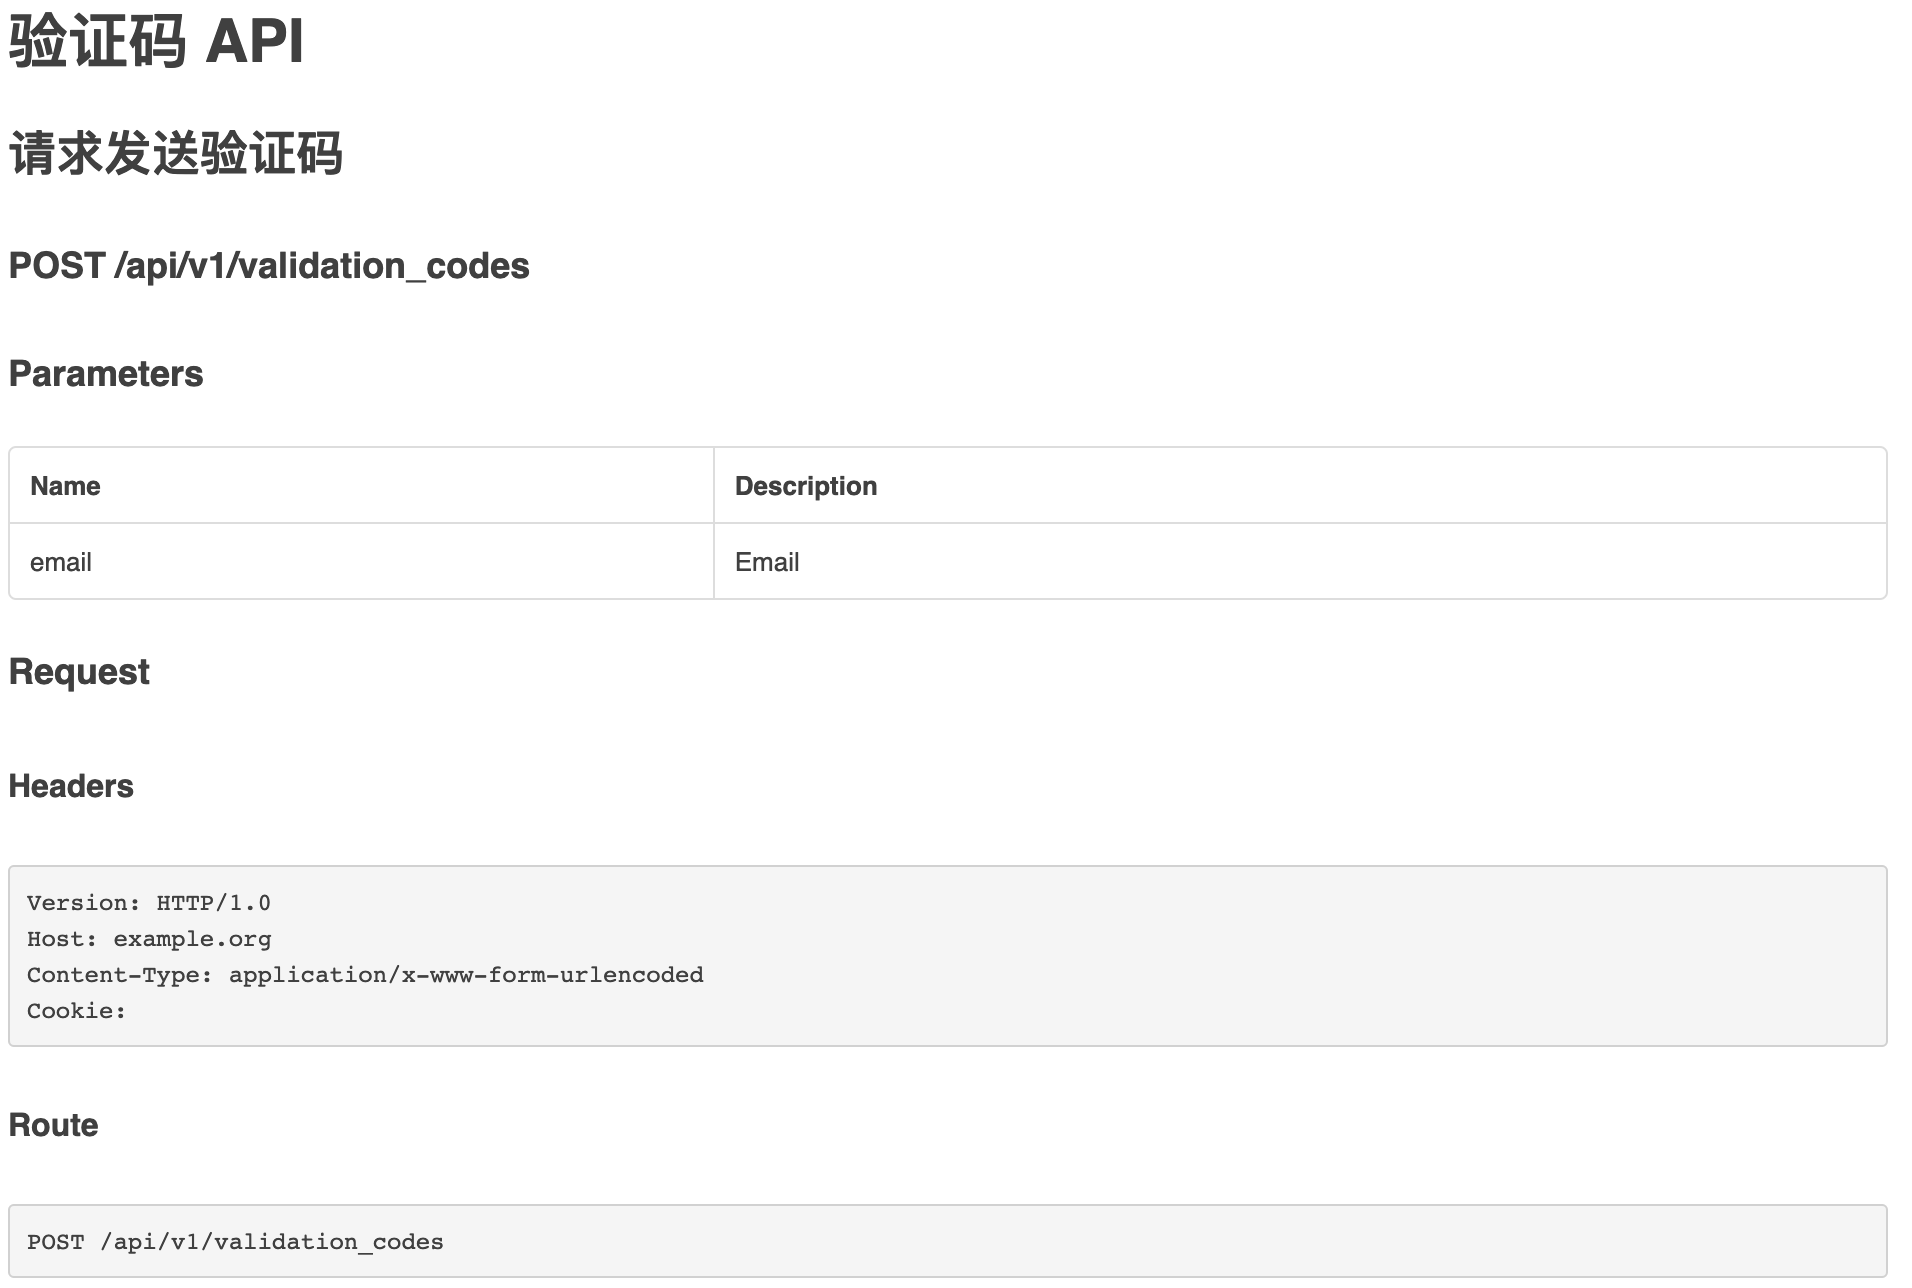 验证码 API
请求发送验证码
POST /api/v1/validation_codes
Parameters
Name Description
email Email
Request
Headers
Version: HTTP/1.0
Host: example.org
Content-Type: application/x-www-form-urlencoded
Cookie:
Route
POST /api/v1/validation_codes